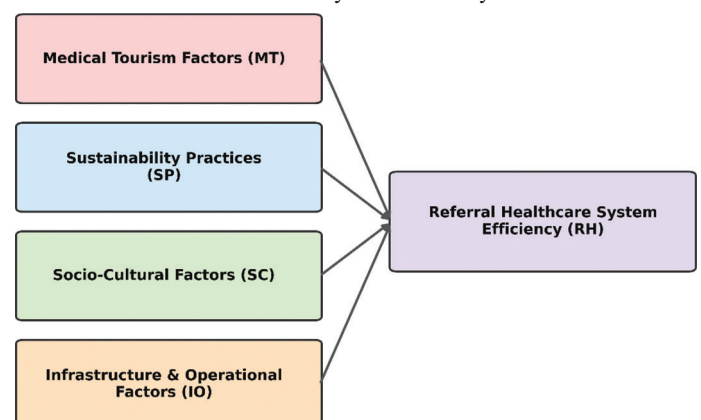 Medical Tourism Factors (MT)
Sustainability Practices
(SP)
Socio-Cultural Factors (SC)
Infrastructure & Operational
Factors (IO)
Referral Healthcare System
Efficiency (RH)